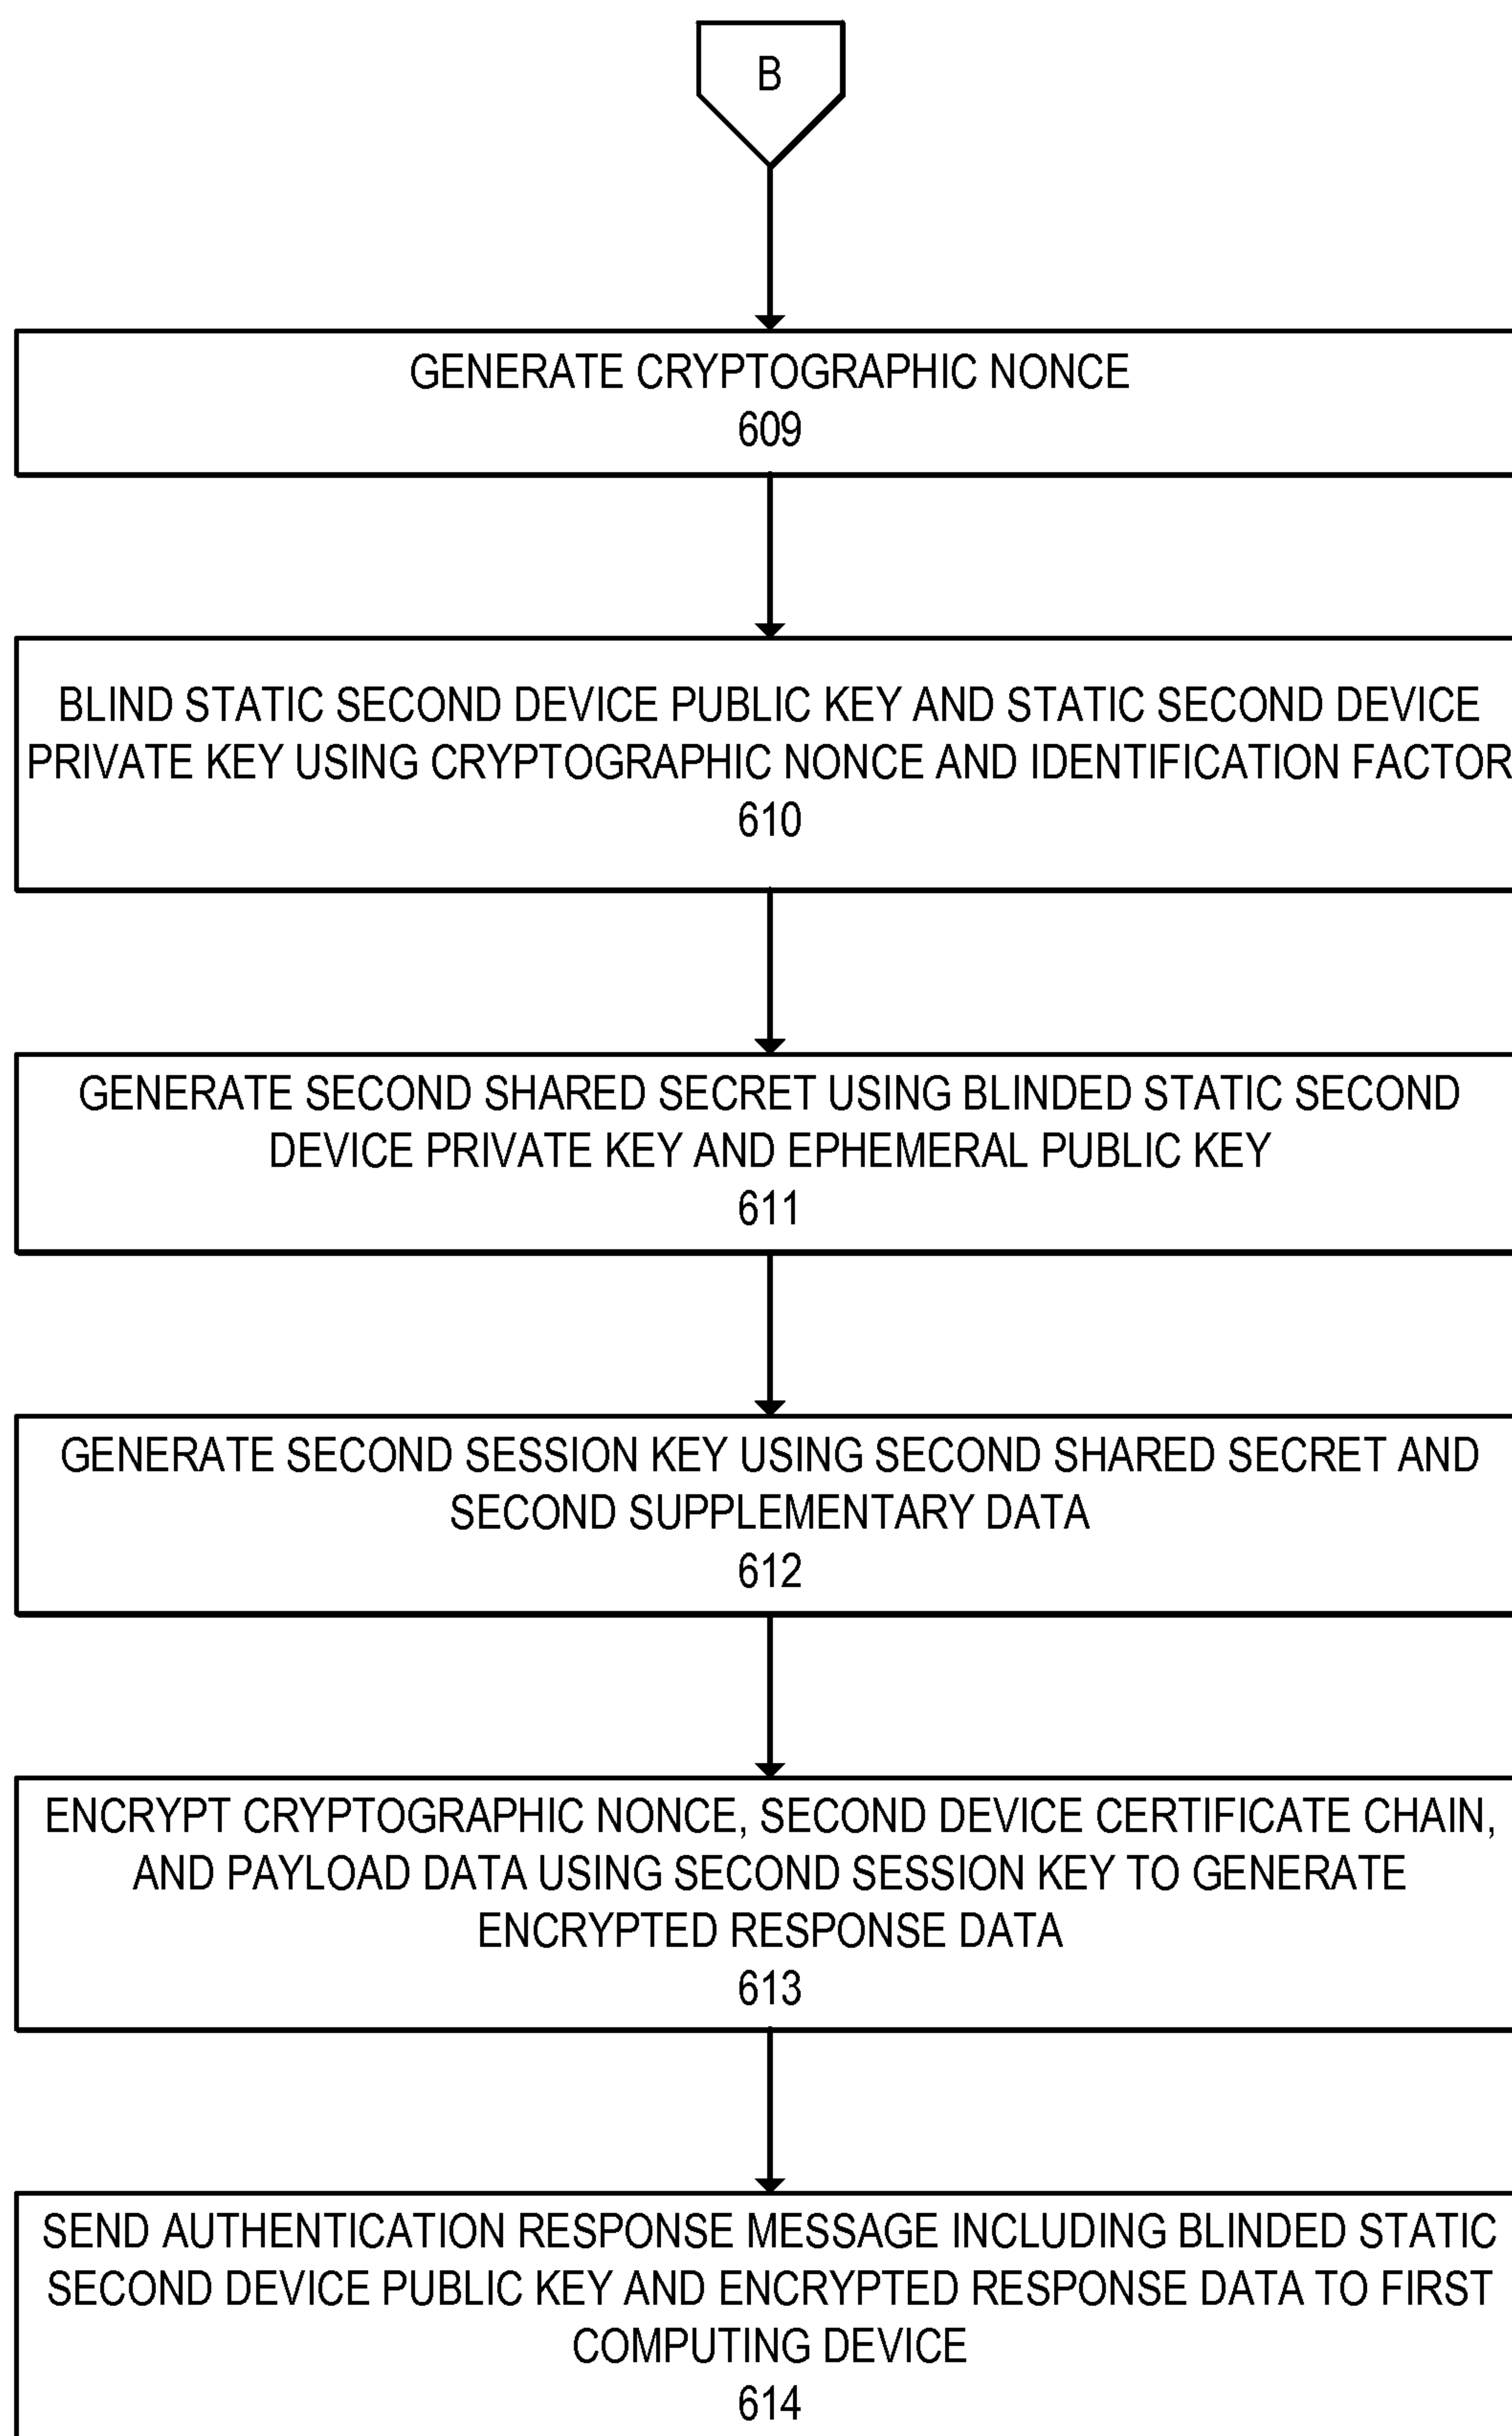 B
GENERATE CRYPTOGRAPHIC NONCE
609
BLIND STATIC SECOND DEVICE PUBLIC KEY AND STATIC SECOND DEVICE
PRIVATE KEY USING CRYPTOGRAPHIC NONCE AND IDENTIFICATION FACTOR
610
GENERATE SECOND SHARED SECRET USING BLINDED STATIC SECOND
DEVICE PRIVATE KEY AND EPHEMERAL PUBLIC KEY
611
GENERATE SECOND SESSION KEY USING SECOND SHARED SECRET AND
SECOND SUPPLEMENTARY DATA
612
ENCRYPT CRYPTOGRAPHIC NONCE, SECOND DEVICE CERTIFICATE CHAIN,
AND PAYLOAD DATA USING SECOND SESSION KEY TO GENERATE
ENCRYPTED RESPONSE DATA
613
SEND AUTHENTICATION RESPONSE MESSAGE INCLUDING BLINDED STATIC
SECOND DEVICE PUBLIC KEY AND ENCRYPTED RESPONSE DATA TO FIRST
COMPUTING DEVICE
614